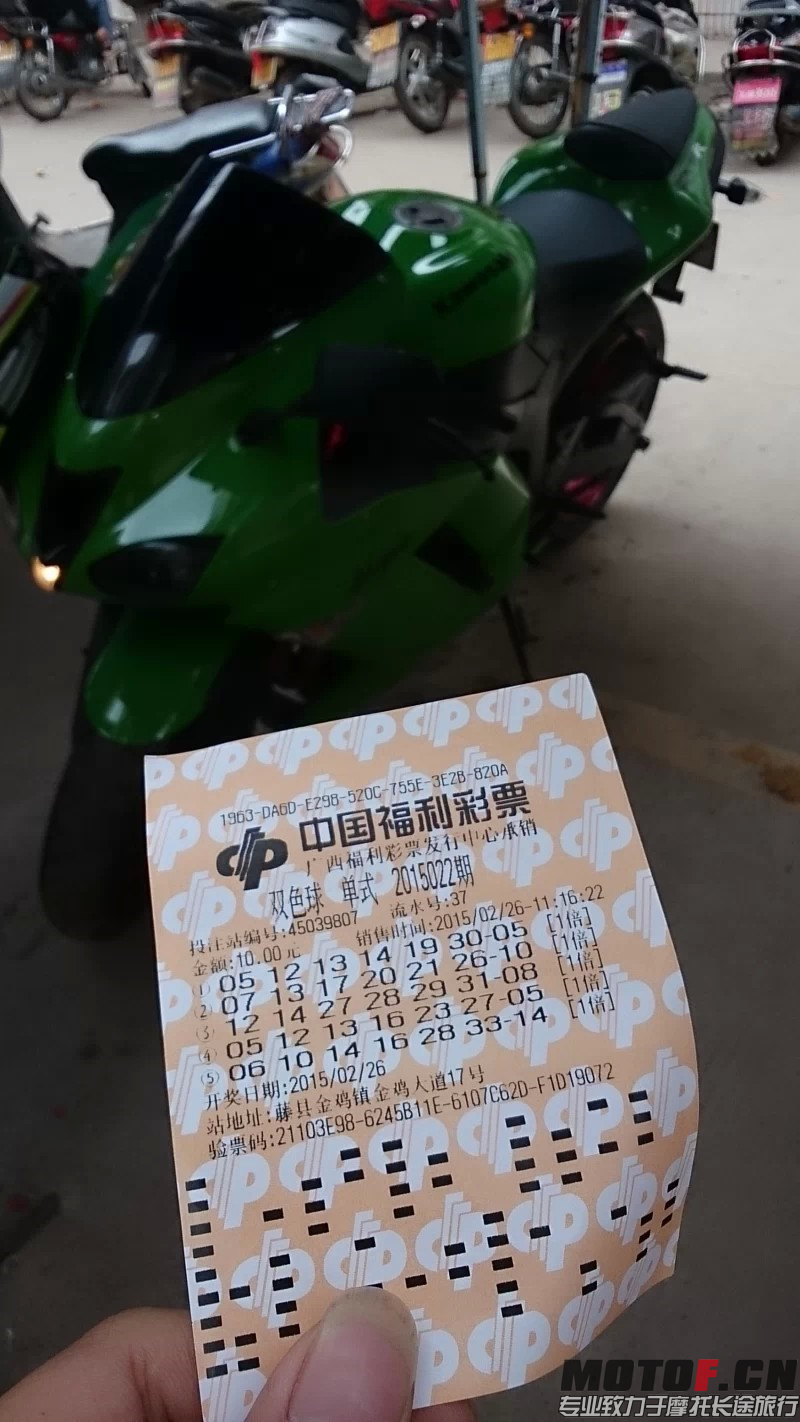 Kawasaki
1963-DA6D-E298-520C-755E-3E2B-B20A
中国福利彩票
广西福利彩票发行中心承销
双色球 单式 2015022期
投注站编号:45039807 流水号:37
金额:10.00元 销售时间:2015/02/26-11:16:22
① 05 12 13 14 19 30-05 [1倍]
② 07 13 17 20 21 26-10 [1倍]
③ 12 14 27 28 29 31-08 [1倍]
④ 05 12 13 16 23 27-05 [1倍]
⑤ 06 10 14 16 28 33-14 [1倍]
开奖日期:2015/02/26
站地址:藤县金鸡镇金鸡大道17号
验票码:21103E98-6245B11E-6107C62D-F1D19072
MOTOF.CN
专业致力于摩托长途旅行